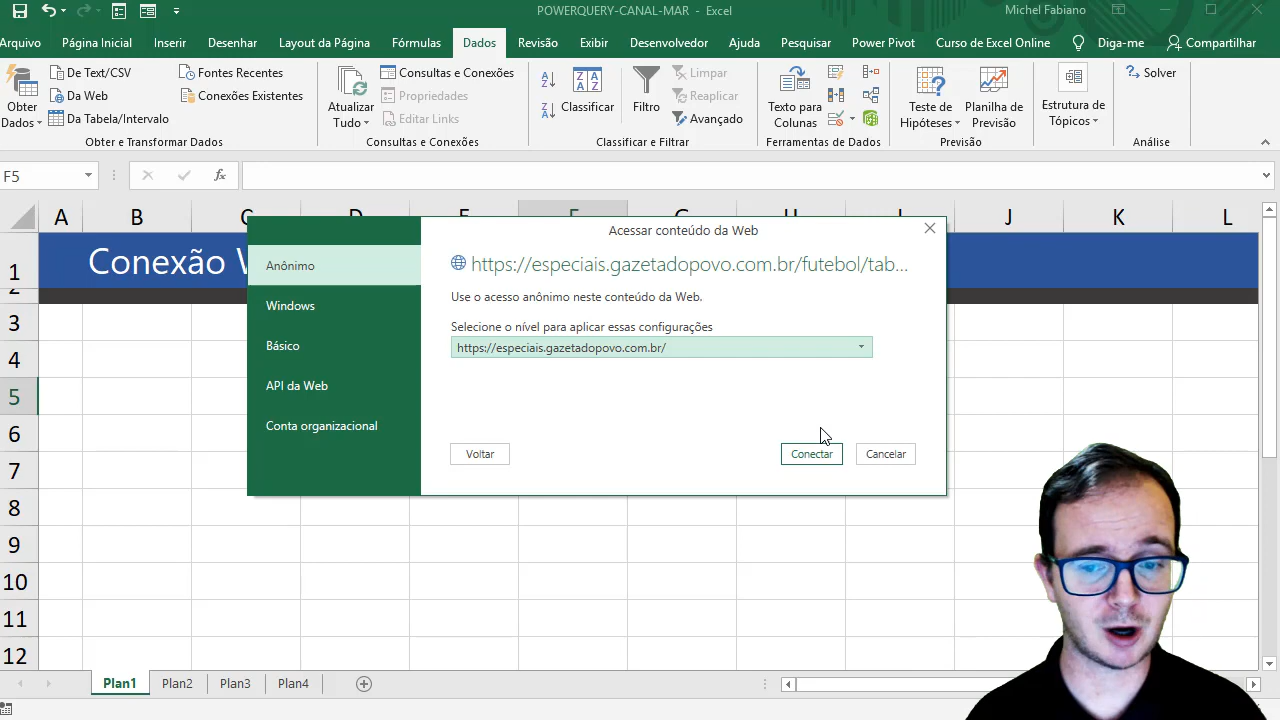 POWERQUERY-CANAL-MAR - Excel
Michel Fabiano
Arquivo
Página Inicial
Inserir
Desenhar
Layout da Página
Fórmulas
Dados
Revisão
Exibir
Desenvolvedor
Ajuda
Pesquisar
Power Pivot
Curso de Excel Online
Diga-me
Compartilhar
Obter
Dados
De Text/CSV
Da Web
Da Tabela/Intervalo
Fontes Recentes
Conexões Existentes
Obter e Transformar Dados
Atualizar
Tudo
Consultas e Conexões
Propriedades
Editar Links
Consultas e Conexões
Classificar
Filtro
Limpar
Reaplicar
Avançado
Classificar e Filtrar
Texto para
Colunas
Ferramentas de Dados
Teste de
Hipóteses
Planilha de
Previsão
Previsão
Estrutura de
Tópicos
Solver
Análise
F5
fx
A B C D E F G H I J K L
1 Conexão
2
3
4
5
6
7
8
9
10
11
12
Acessar conteúdo da Web
Anônimo
Windows
Básico
API da Web
Conta organizacional
https://especiais.gazetadopovo.com.br/futebol/tab...
Use o acesso anônimo neste conteúdo da Web.
Selecione o nível para aplicar essas configurações
https://especiais.gazetadopovo.com.br/
Voltar
Conectar
Cancelar
Plan1
Plan2
Plan3
Plan4